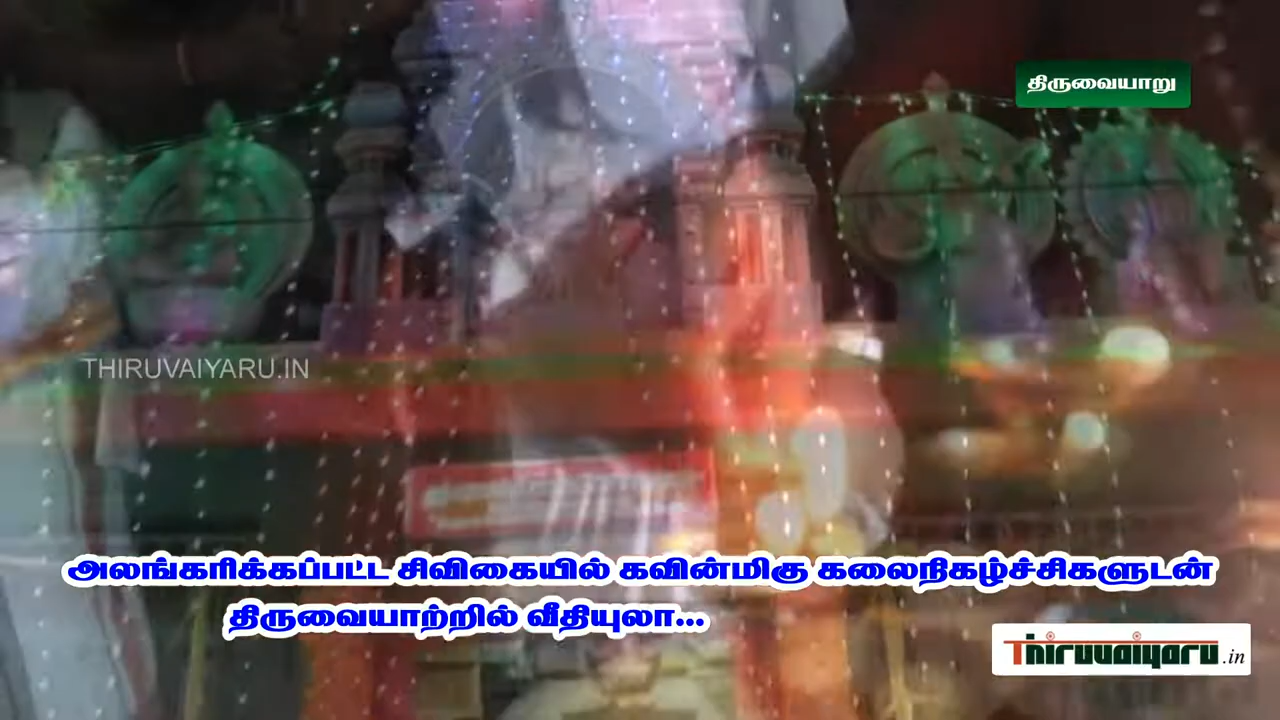 திருவையாறு
THIRUVAIYARU.IN
அலங்கரிக்கப்பட்ட சிவிகையில் கவின்மிகு கலைநிகழ்ச்சிகளுடன்
திருவையாற்றில் வீதியுலா...
Thiruvaiyaru.in